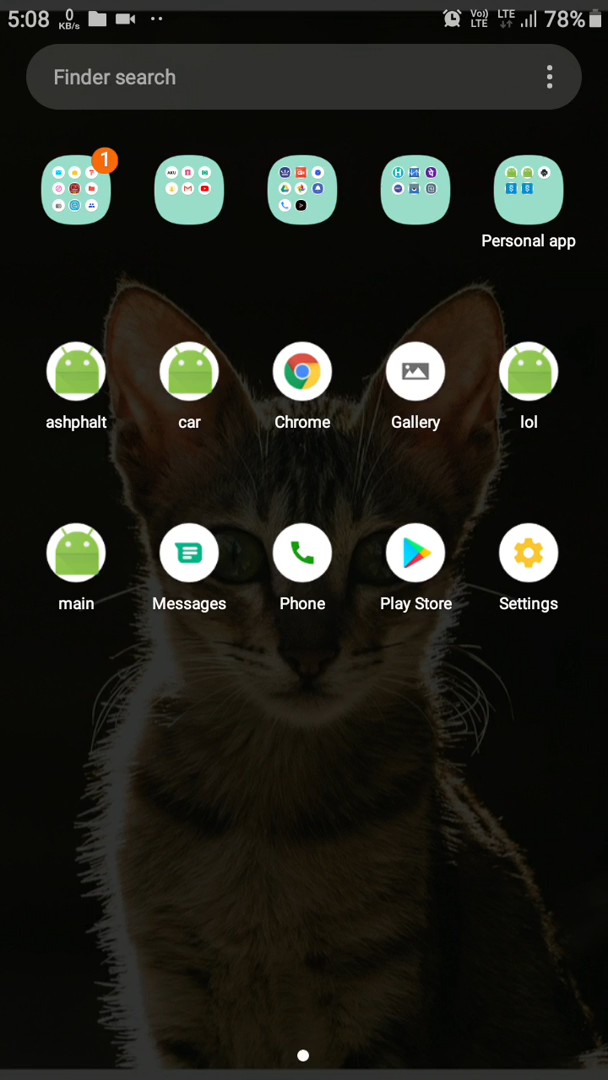 5:08 0 KB/s Vo) LTE LTE 78%
Finder search
1
AKU
Personal app
ashphalt car Chrome Gallery lol
main Messages Phone Play Store Settings